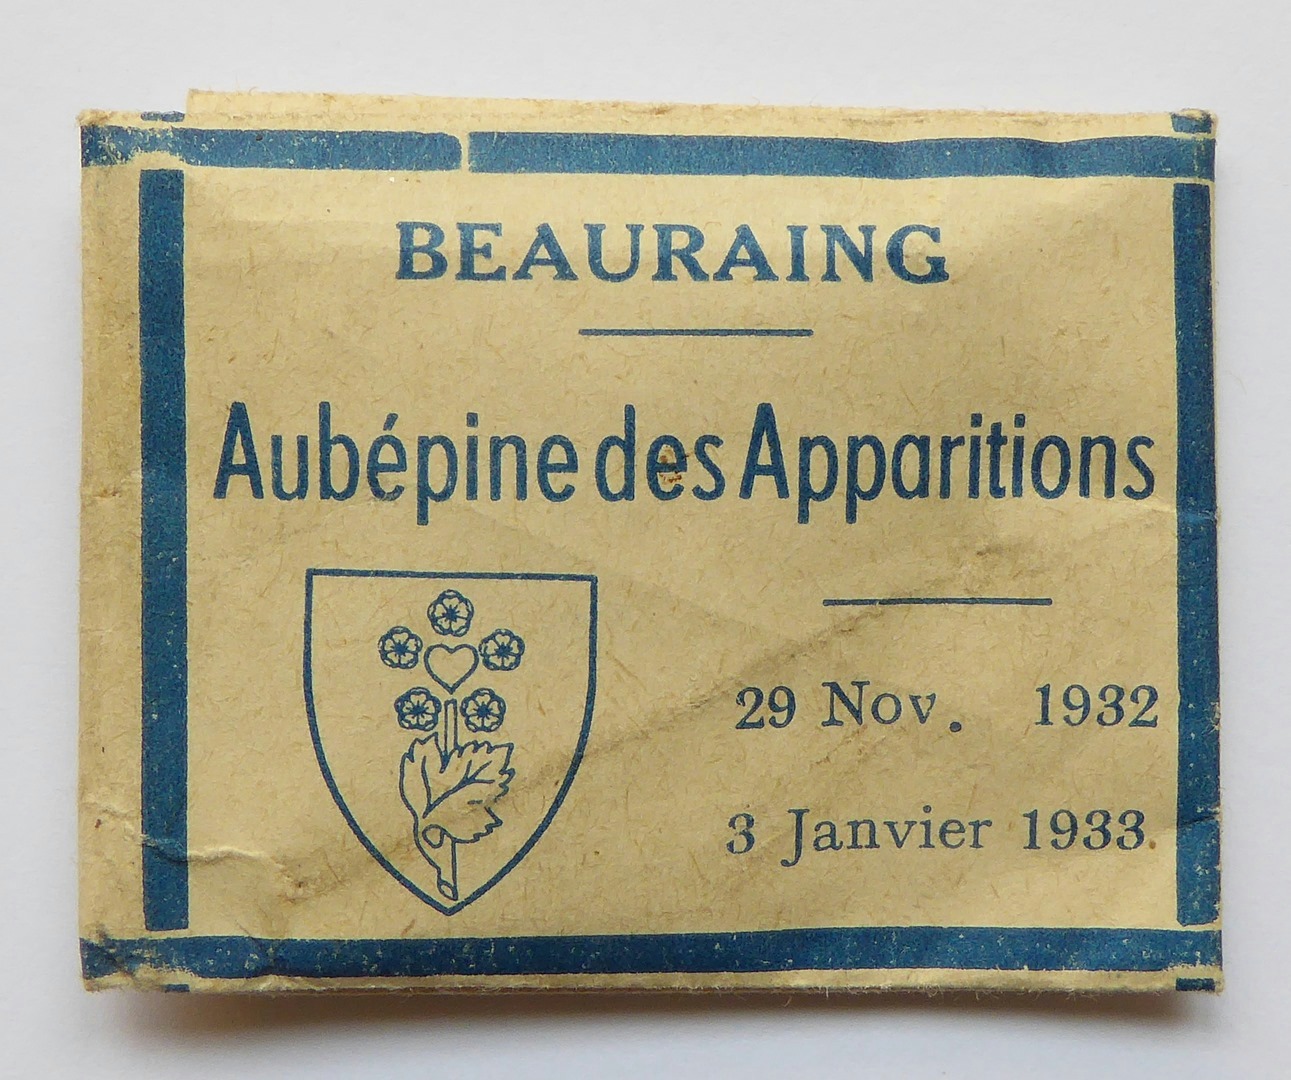 BEAURAING
Aubépine des Apparitions
29 Nov. 1932
3 Janvier 1933